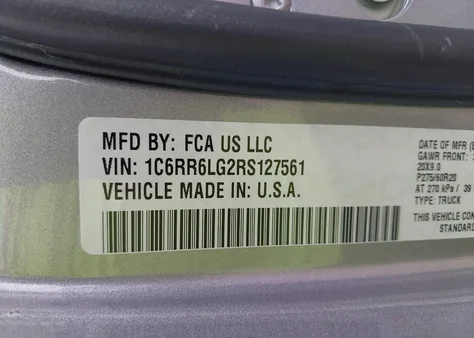 MFD BY: FCA US LLC
VIN: 1C6RR6LG2RS127561
VEHICLE MADE IN: U.S.A.
DATE OF MFR
GAWR FRONT:
20X9.0
P275/60R20
AT 270 kPa / 39
TYPE: TRUCK
THIS VEHICLE CON
STANDARD